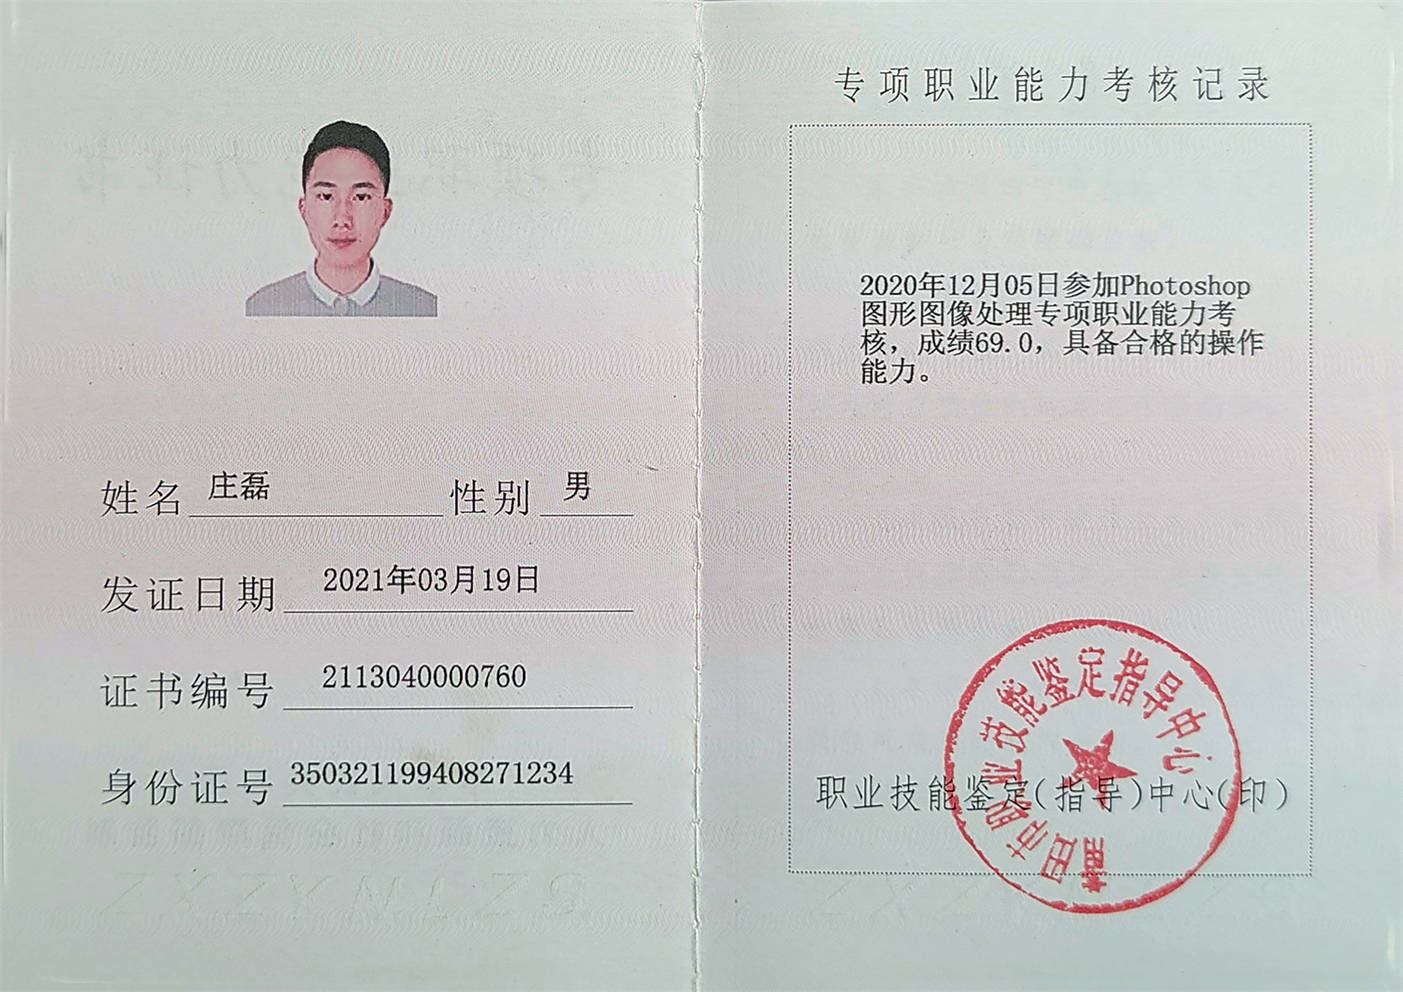 姓名 庄磊 性别 男
发证日期 2021年03月19日
证书编号 2113040000760
身份证号 350321199408271234
专项职业能力考核记录
2020年12月05日参加Photoshop
图形图像处理专项职业能力考
核，成绩69.0，具备合格的操作
能力。
职业技能鉴定(指导)中心(印)
莆田市职业技能鉴定指导中心